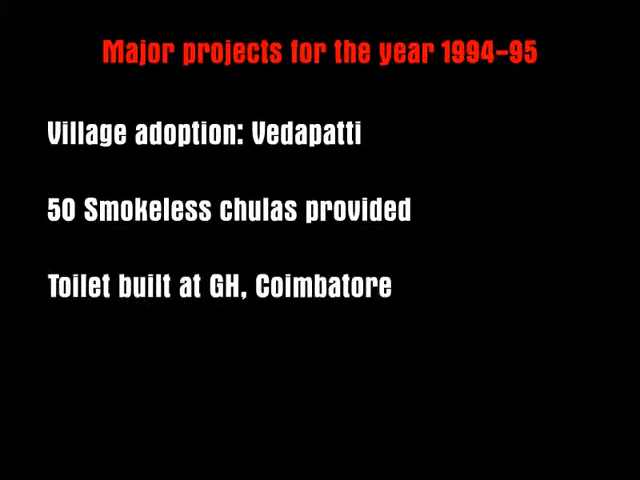 Major projects for the year 1994-95
Village adoption: Vedapatti
50 Smokeless chulas provided
Toilet built at GH, Coimbatore